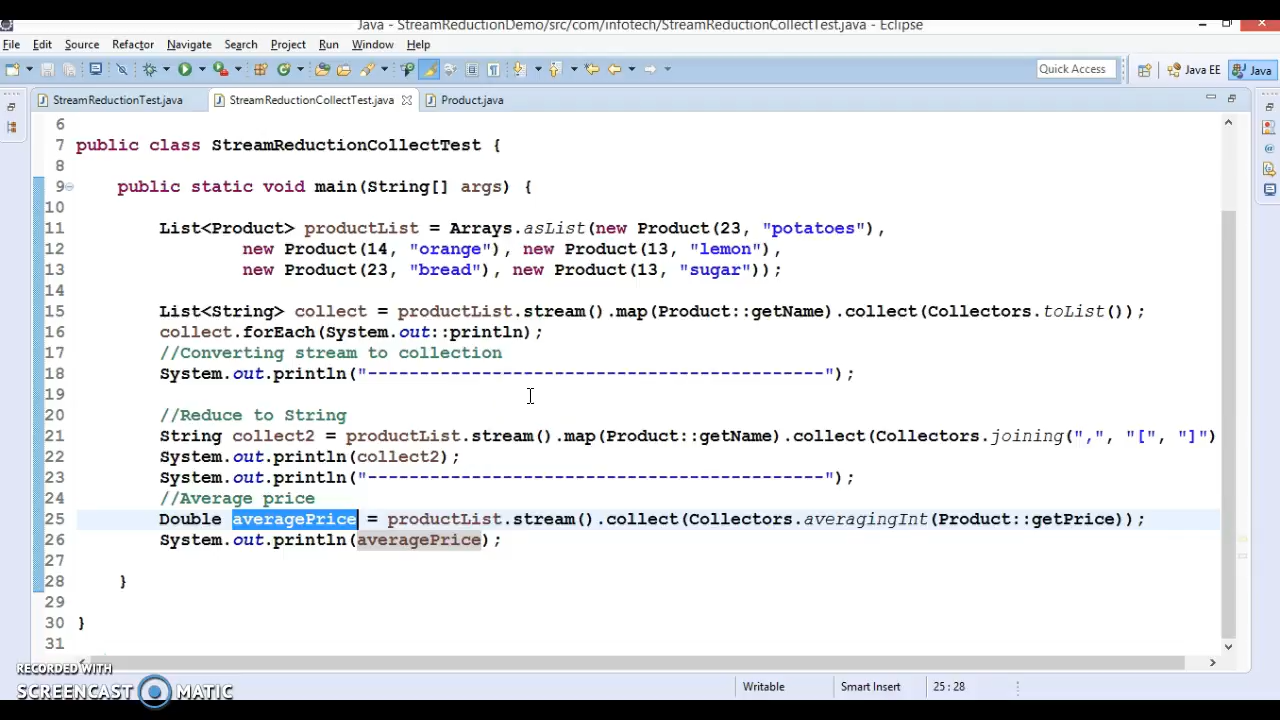 Java - StreamReductionDemo/src/com/infotech/StreamReductionCollectTest.java - Eclipse
File Edit Source Refactor Navigate Search Project Run Window Help
Quick Access Java EE Java
StreamReductionTest.java StreamReductionCollectTest.java Product.java
6
7 public class StreamReductionCollectTest {
8
9 public static void main(String[] args) {
10
11 List<Product> productList = Arrays.asList(new Product(23, "potatoes"),
12 new Product(14, "orange"), new Product(13, "lemon"),
13 new Product(23, "bread"), new Product(13, "sugar"));
14
15 List<String> collect = productList.stream().map(Product::getName).collect(Collectors.toList());
16 collect.forEach(System.out::println);
17 //Converting stream to collection
18 System.out.println("--------------------------------------------");
19
20 //Reduce to String
21 String collect2 = productList.stream().map(Product::getName).collect(Collectors.joining(",", "[", "]")
22 System.out.println(collect2);
23 System.out.println("--------------------------------------------");
24 //Average price
25 Double averagePrice = productList.stream().collect(Collectors.averagingInt(Product::getPrice));
26 System.out.println(averagePrice);
27
28 }
29
30 }
31
RECORDED WITH
SCREENCAST MATIC
Writable Smart Insert 25 : 28